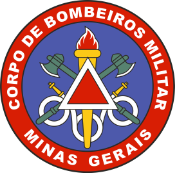 CORPO DE BOMBEIROS MILITAR
MINAS GERAIS